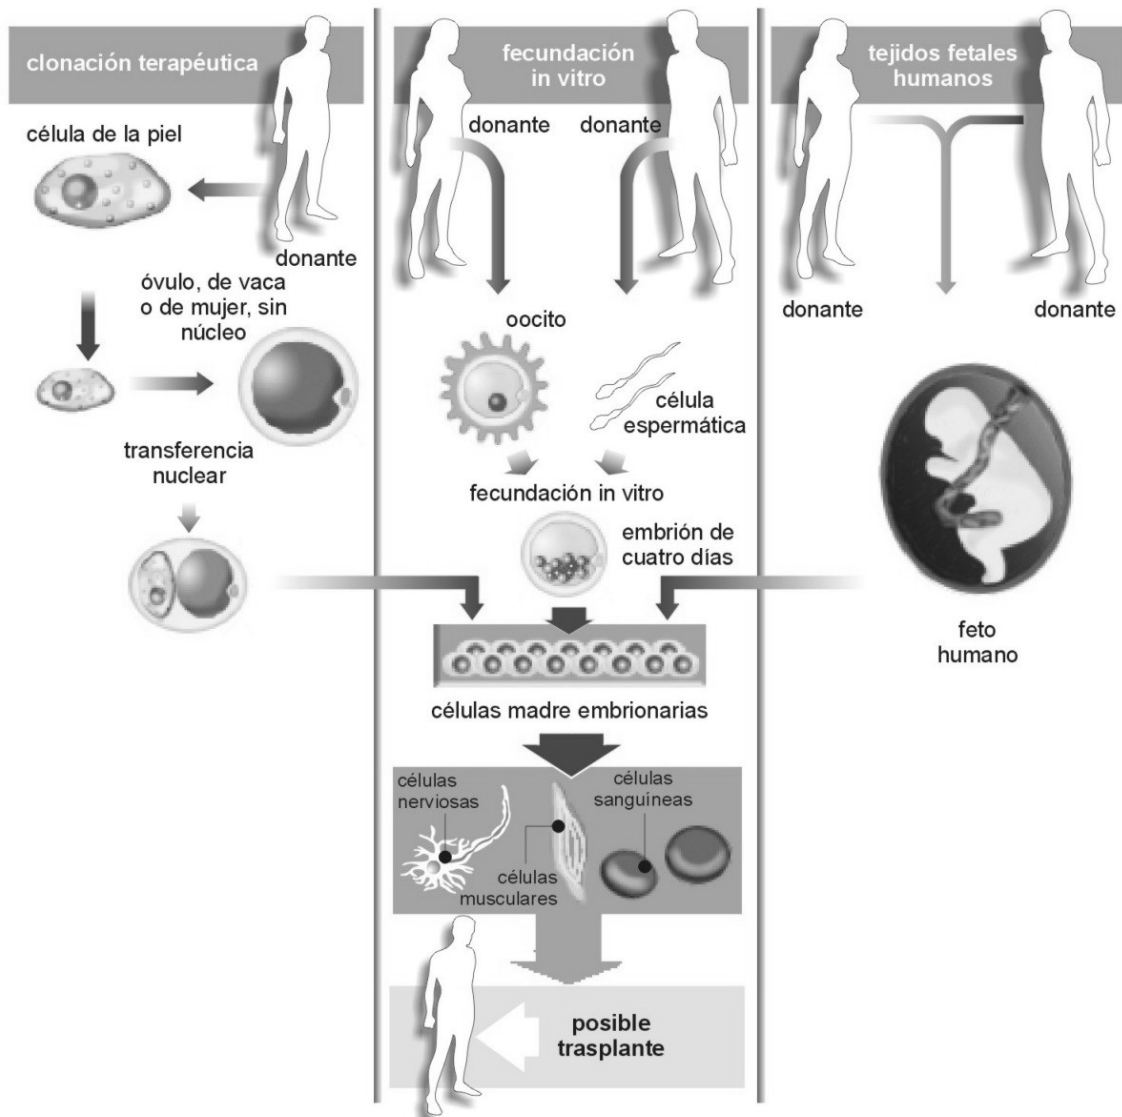 clonación terapéutica
célula de la piel
donante
óvulo, de vaca
o de mujer, sin
núcleo
transferencia
nuclear
fecundación
in vitro
donante
donante
oocito
célula
espermática
fecundación in vitro
embrión de
cuatro días
células madre embrionarias
células
nerviosas
células
musculares
células
sanguíneas
posible
trasplante
tejidos fetales
humanos
donante
donante
feto
humano